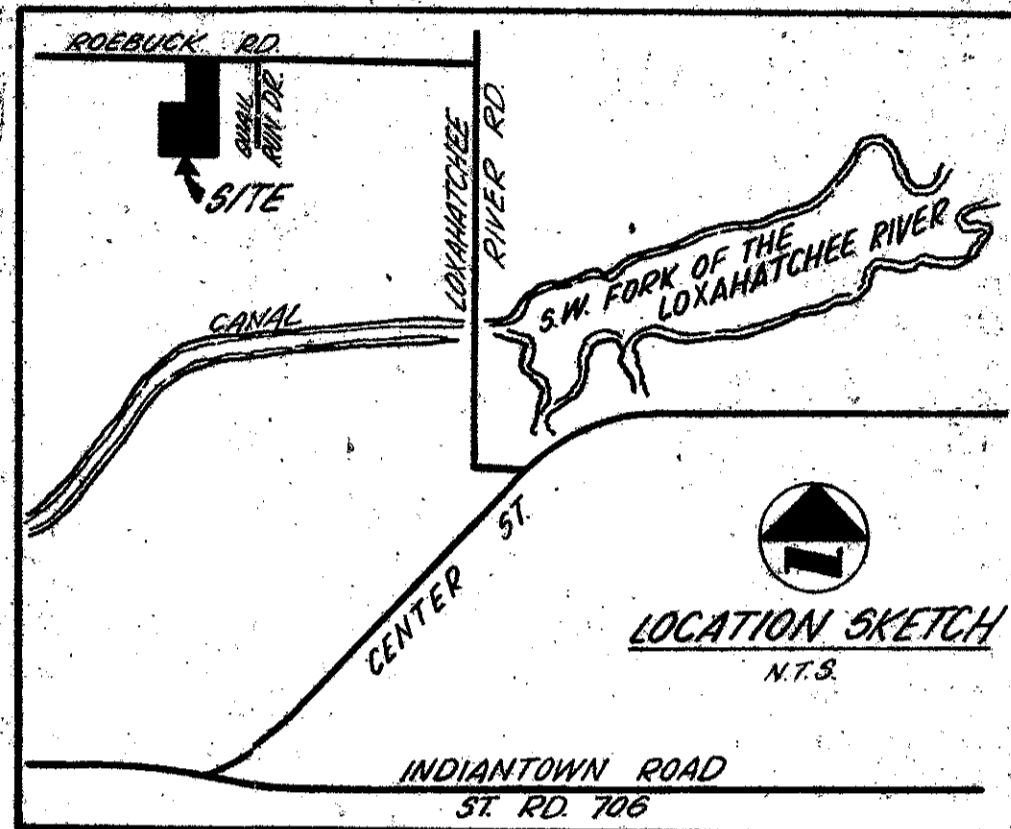 ROEBUCK RD.
QUAIL
RUN DR.
SITE
LOXAHATCHEE
RIVER RD.
S.W. FORK OF THE
LOXAHATCHEE RIVER
CANAL
CENTER ST.
N
LOCATION SKETCH
N.T.S.
INDIANTOWN ROAD
ST. RD. 706